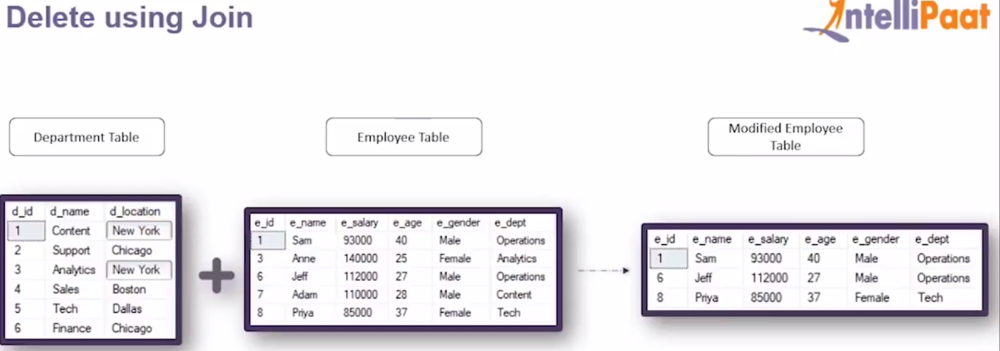 Delete using Join
IntelliPaat
Department Table
Employee Table
Modified Employee
Table
d_id d_name d_location
1 Content New York
2 Support Chicago
3 Analytics New York
4 Sales Boston
5 Tech Dallas
6 Finance Chicago
e_id e_name e_salary e_age e_gender e_dept
1 Sam 93000 40 Male Operations
3 Anne 140000 25 Female Analytics
6 Jeff 112000 27 Male Operations
7 Adam 110000 28 Male Content
8 Priya 85000 37 Female Tech
e_id e_name e_salary e_age e_gender e_dept
1 Sam 93000 40 Male Operations
6 Jeff 112000 27 Male Operations
8 Priya 85000 37 Female Tech